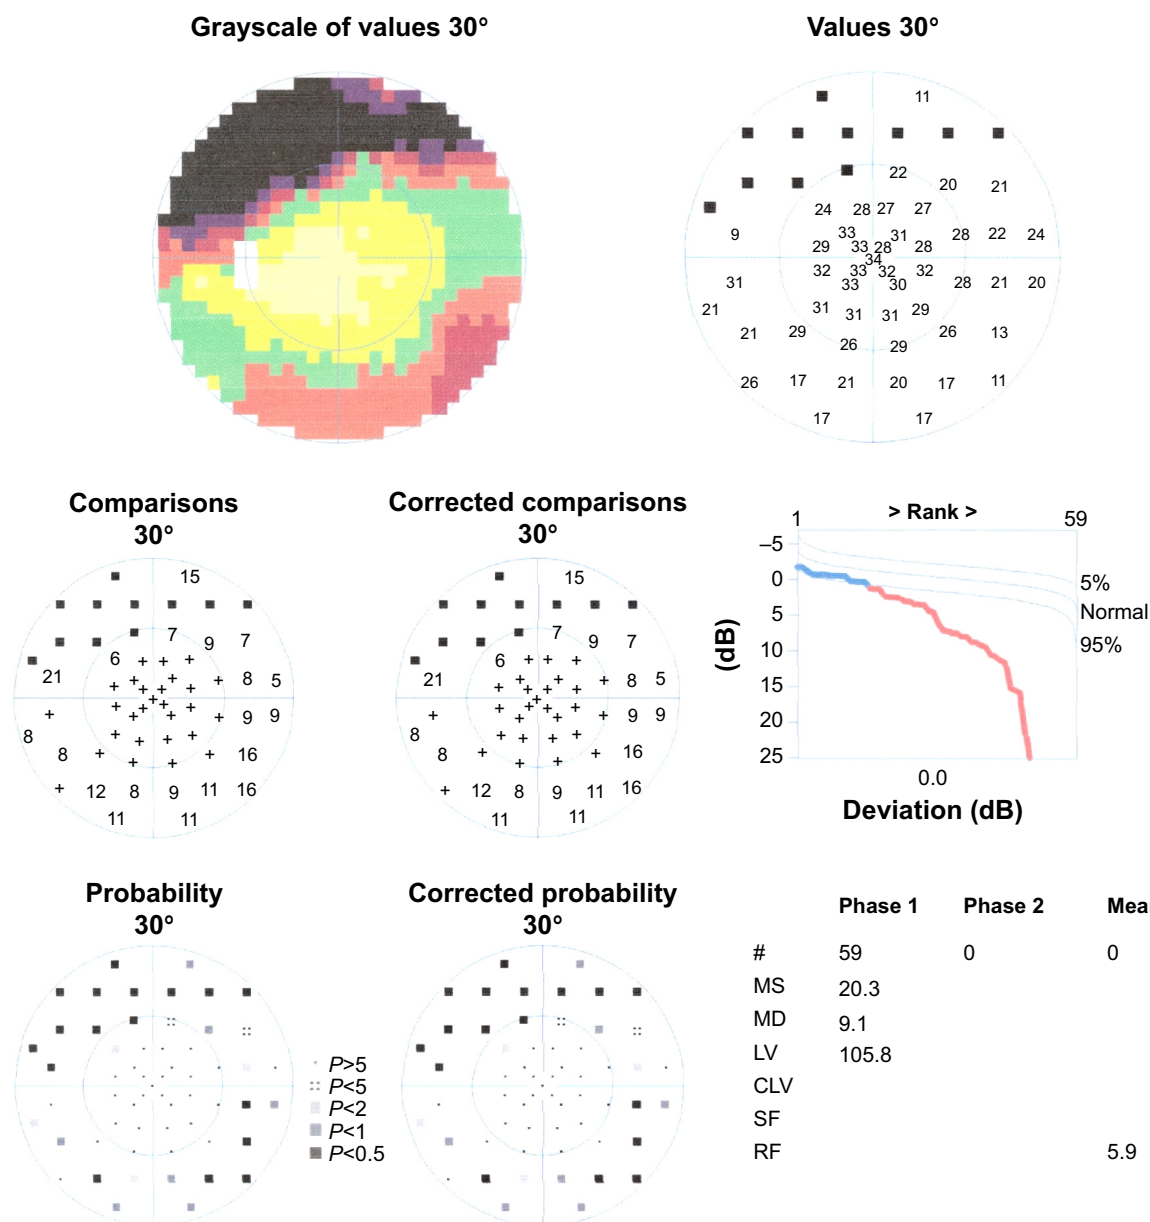 Grayscale of values 30°
Values 30°
11
22
20 21
24 28 27 27
9 33 31 28 22 24
29 33 28 28
34
31 32 33 32 32 28 21 20
33 30
21 31 31 31 29
21 29 26 13
26 29
26 17 21 20 17 11
17 17
Comparisons
30°
15
7 9 7
6 + + +
21 + + + + + + + 8 5
+ + + + + + + + 9 9
8 + + + +
8 + + 16
+ +
+ 12 8 9 11 16
11 11
Corrected comparisons
30°
15
7 9 7
6 + + +
21 + + + + + + + 8 5
+ + + + + + + + 9 9
8 + + + +
8 + + 16
+ +
+ 12 8 9 11 16
11 11
1 > Rank > 59
–5
0
5
10
15
20
25
(dB)
5%
Normal
95%
0.0
Deviation (dB)
Probability
30°
P>5
P<5
P<2
P<1
P<0.5
Corrected probability
30°
Phase 1 Phase 2 Mea
# 59 0 0
MS 20.3
MD 9.1
LV 105.8
CLV
SF
RF 5.9